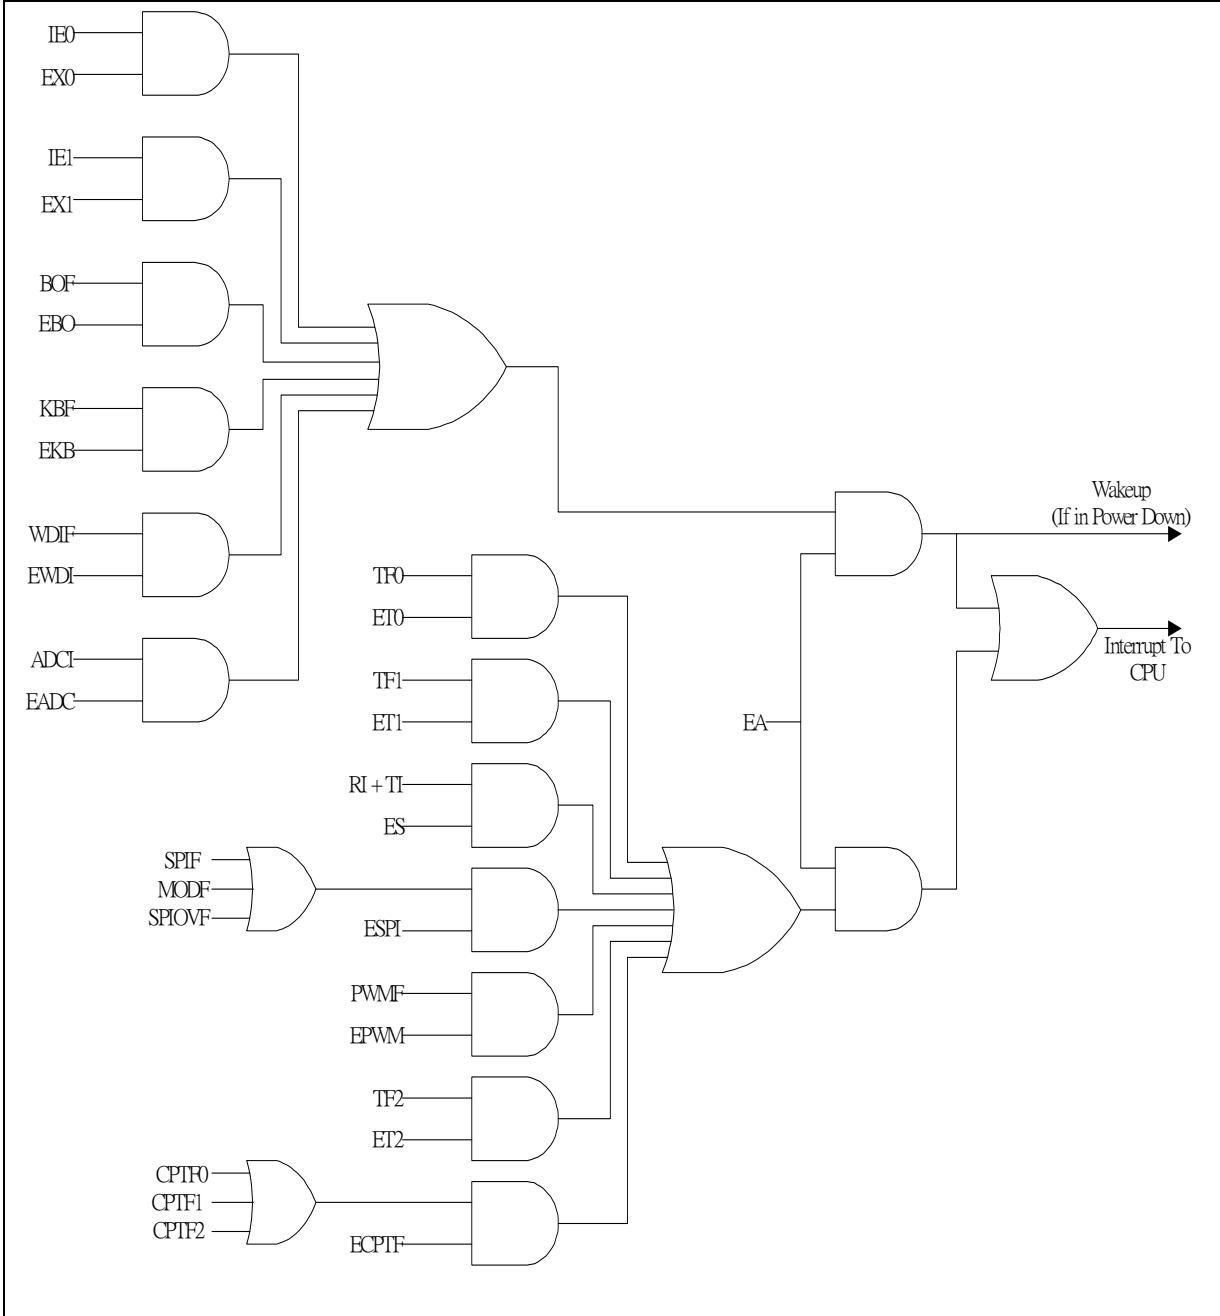 IE0
EX0
IE1
EX1
BOF
EBO
KBF
EKB
WDIF
EWDI
ADCI
EADC
TF0
ET0
TF1
ET1
RI + TI
ES
SPIF
MODF
SPIOVF
ESPI
PWMF
EPWM
TF2
ET2
CPTF0
CPTF1
CPTF2
ECPTF
EA
Wakeup
(If in Power Down)
Interrupt To
CPU